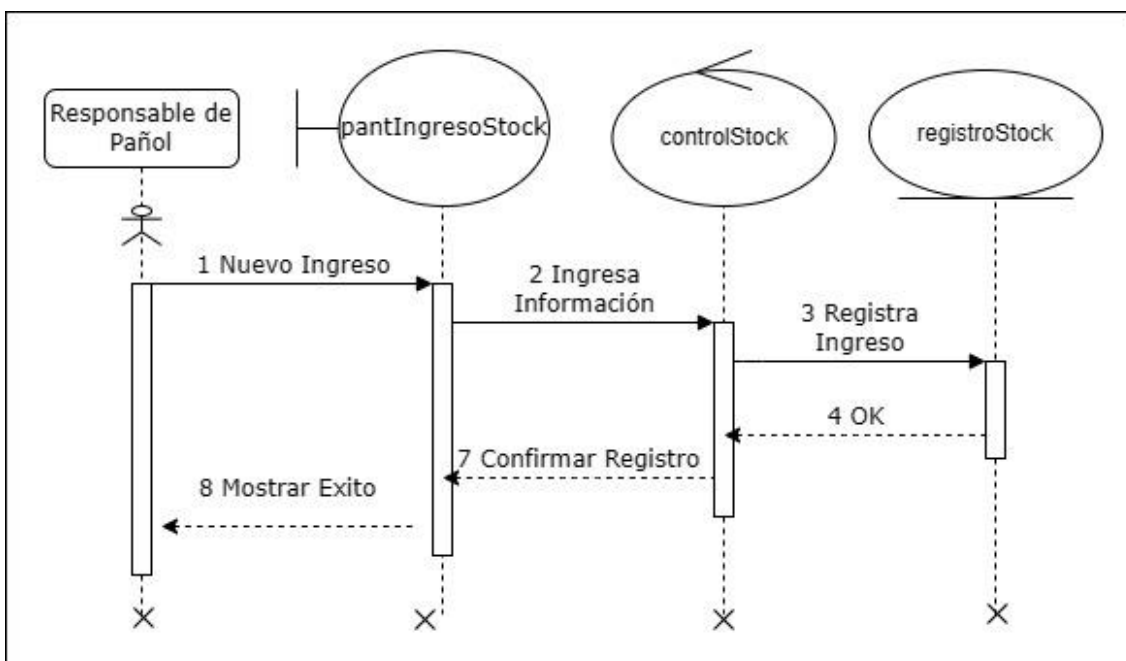 Responsable de
Pañol
pantIngresoStock
controlStock
registroStock
1 Nuevo Ingreso
2 Ingresa
Información
3 Registra
Ingreso
4 OK
7 Confirmar Registro
8 Mostrar Exito